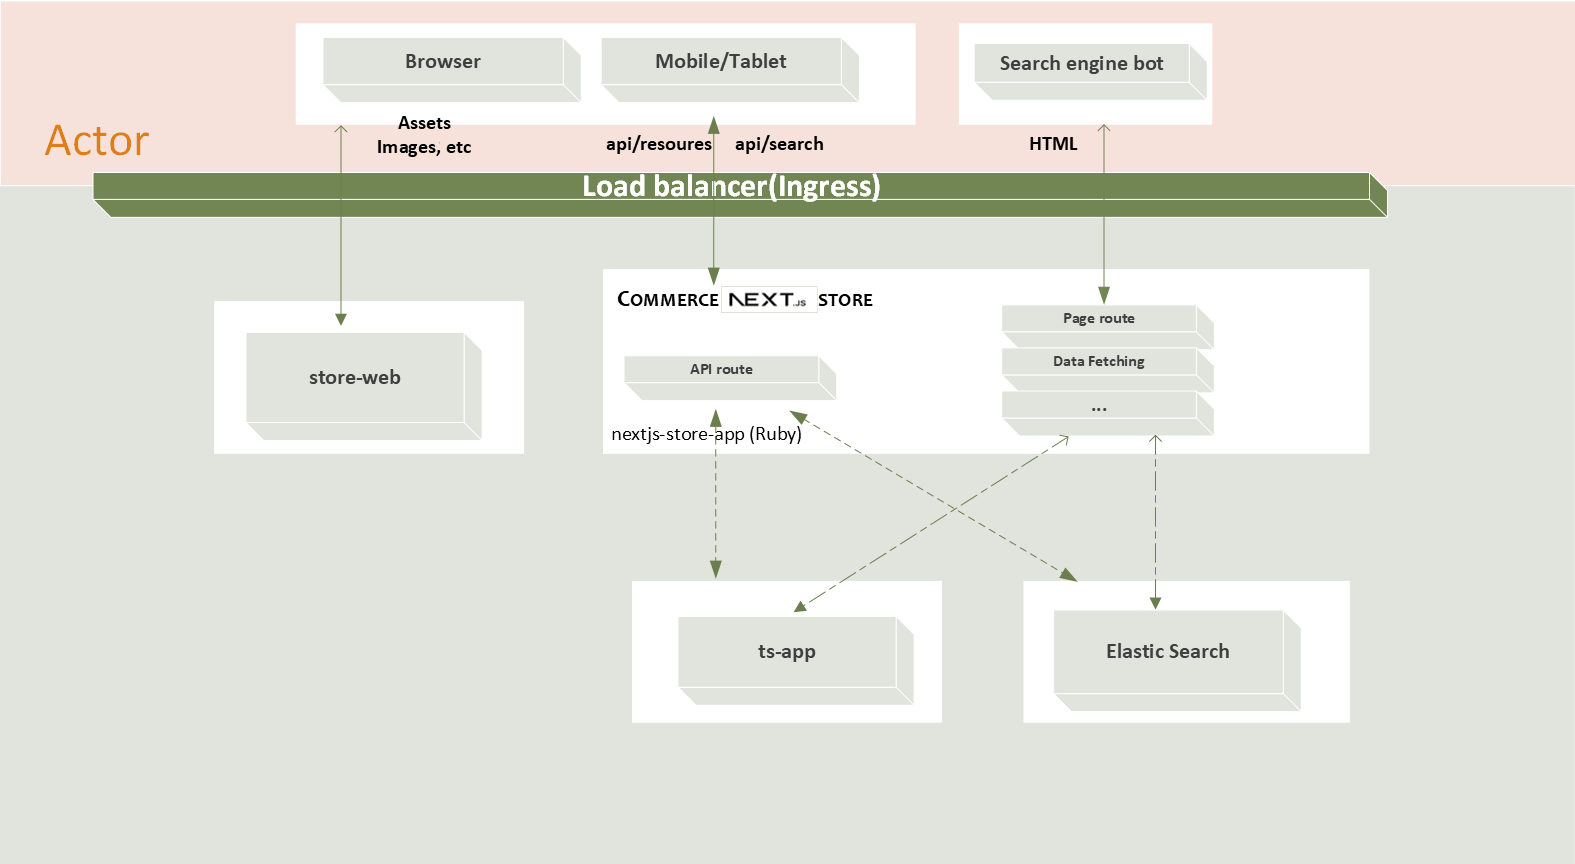 Browser
Mobile/Tablet
Search engine bot
Actor
Assets
Images, etc
api/resoures
api/search
HTML
Load balancer(Ingress)
COMMERCE NEXT.JS STORE
Page route
Data Fetching
...
API route
nextjs-store-app (Ruby)
store-web
ts-app
Elastic Search